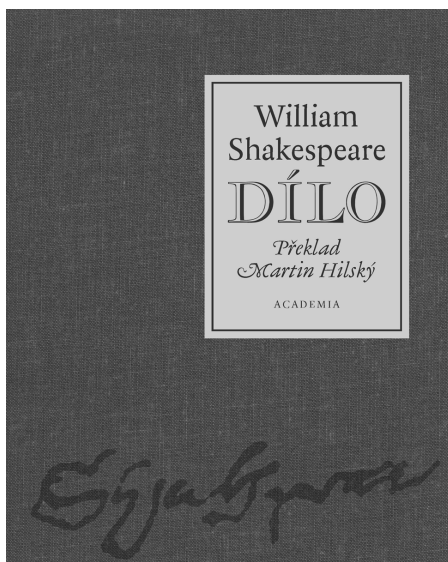 William
Shakespeare
DÍLO
Překlad
Martin Hilský
ACADEMIA